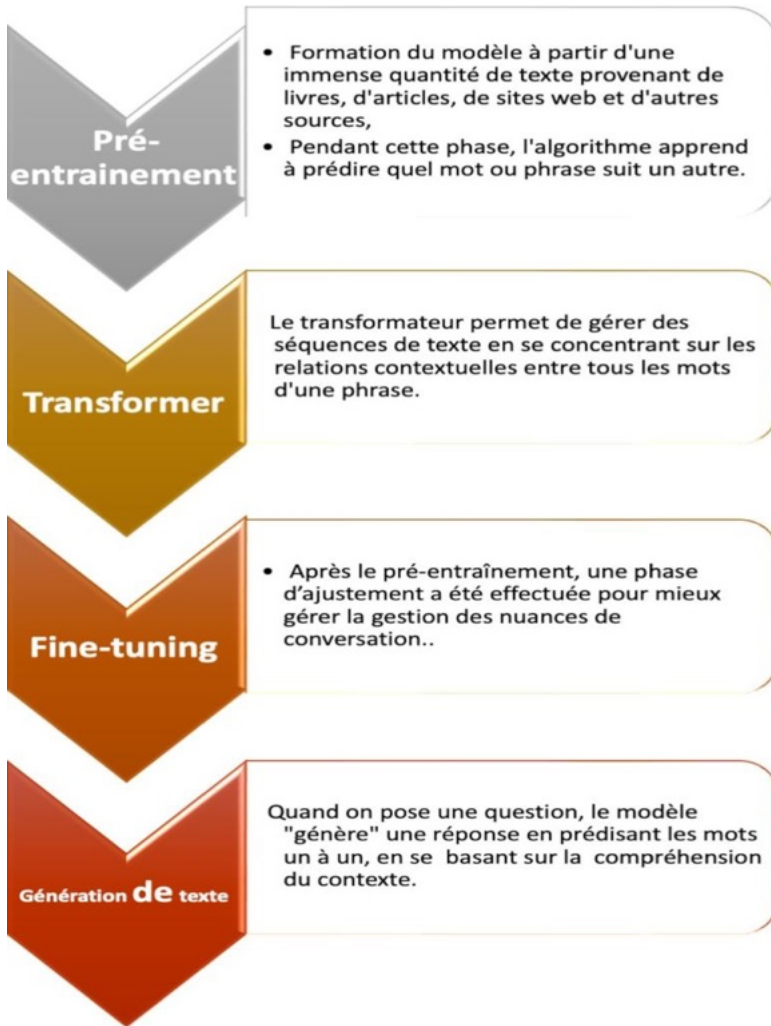 Pré-
entrainement
• Formation du modèle à partir d'une
immense quantité de texte provenant de
livres, d'articles, de sites web et d'autres
sources,
• Pendant cette phase, l'algorithme apprend
à prédire quel mot ou phrase suit un autre.
Transformer
Le transformateur permet de gérer des
séquences de texte en se concentrant sur les
relations contextuelles entre tous les mots
d'une phrase.
Fine-tuning
• Après le pré-entraînement, une phase
d’ajustement a été effectuée pour mieux
gérer la gestion des nuances de
conversation..
Génération de texte
Quand on pose une question, le modèle
"génère" une réponse en prédisant les mots
un à un, en se basant sur la compréhension
du contexte.